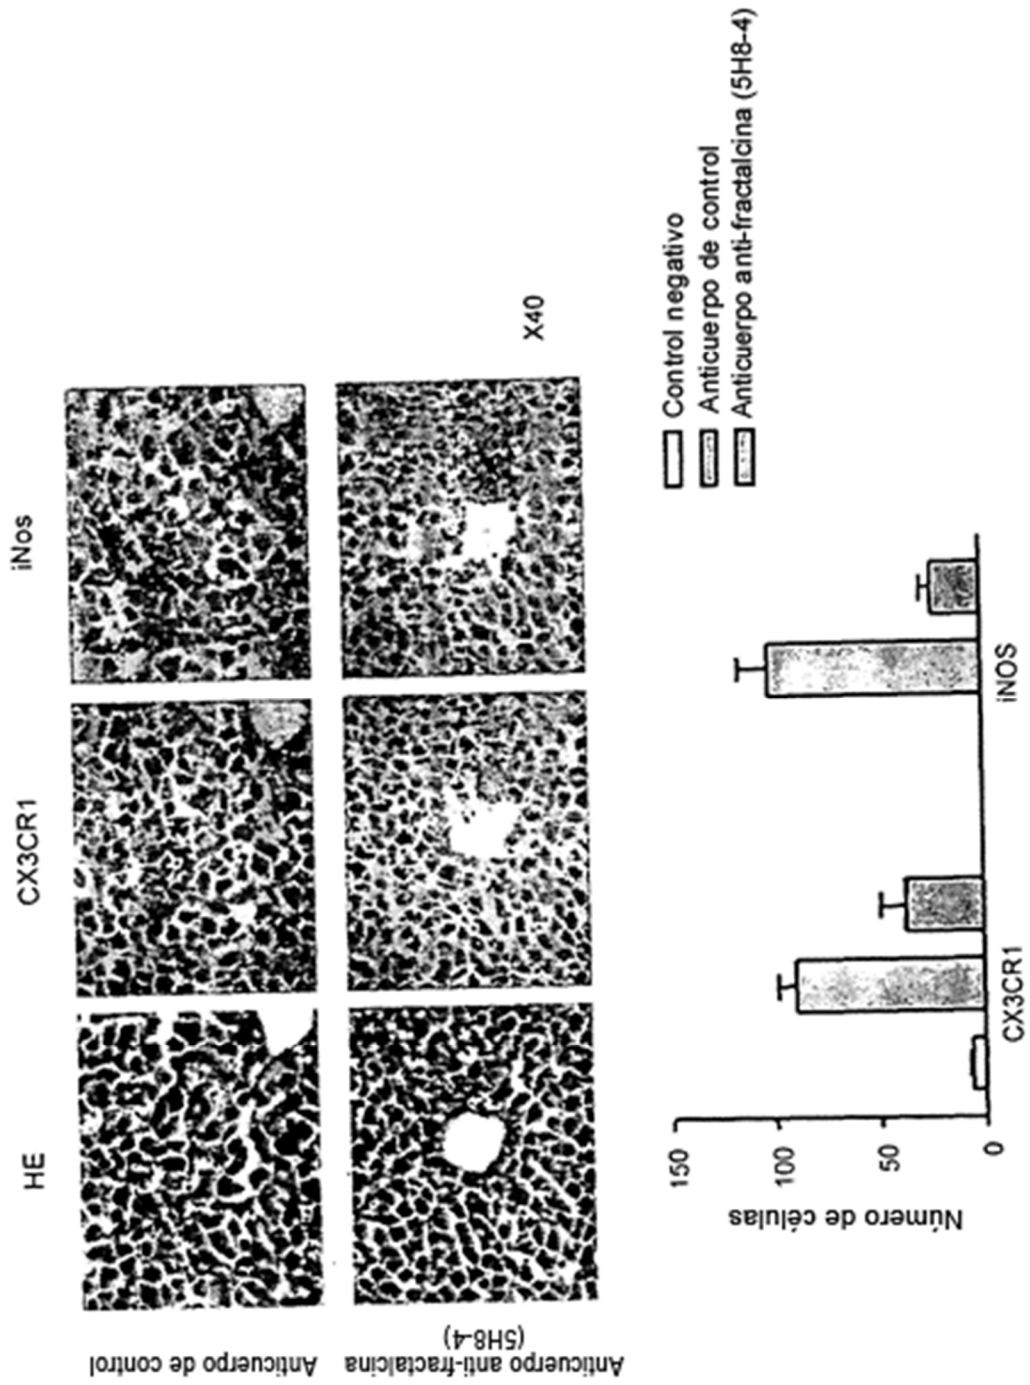 HE
CX3CR1
iNos
Anticuerpo de control
Anticuerpo anti-fractalcina
(5H8-4)
X40
Número de células
150
100
50
0
CX3CR1
iNOS
Control negativo
Anticuerpo de control
Anticuerpo anti-fractalcina (5H8-4)